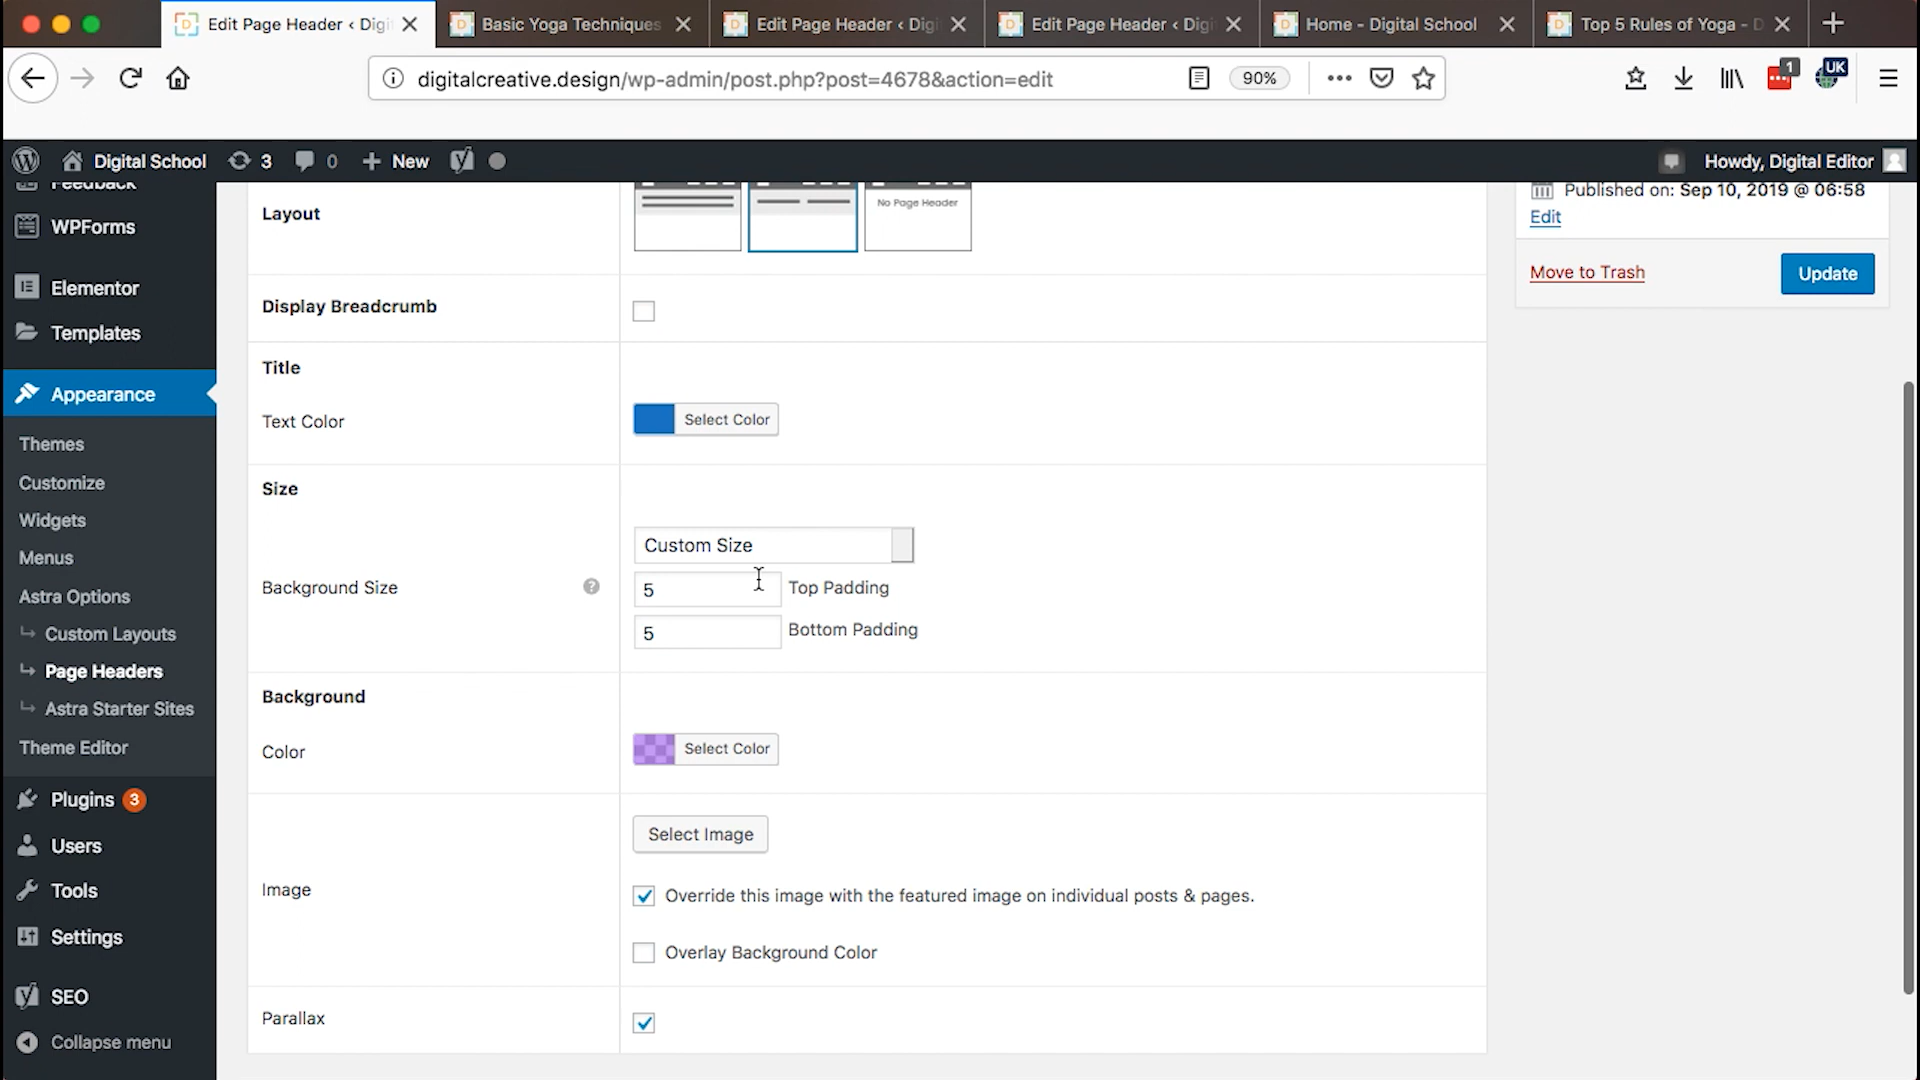 Edit Page Header ‹ Digi
Basic Yoga Techniques
Edit Page Header ‹ Digi
Edit Page Header ‹ Digi
Home - Digital School
Top 5 Rules of Yoga - D
digitalcreative.design/wp-admin/post.php?post=4678&action=edit
90%
1
UK
Digital School
3
0
New
Howdy, Digital Editor
Feedback
WPForms
Elementor
Templates
Appearance
Themes
Customize
Widgets
Menus
Astra Options
Custom Layouts
Page Headers
Astra Starter Sites
Theme Editor
Plugins 3
Users
Tools
Settings
SEO
Collapse menu
Layout
No Page Header
Display Breadcrumb
Title
Text Color
Select Color
Size
Background Size
?
Custom Size
5 Top Padding
5 Bottom Padding
Background
Color
Select Color
Image
Select Image
Override this image with the featured image on individual posts & pages.
Overlay Background Color
Parallax
Published on: Sep 10, 2019 @ 06:58
Edit
Move to Trash
Update